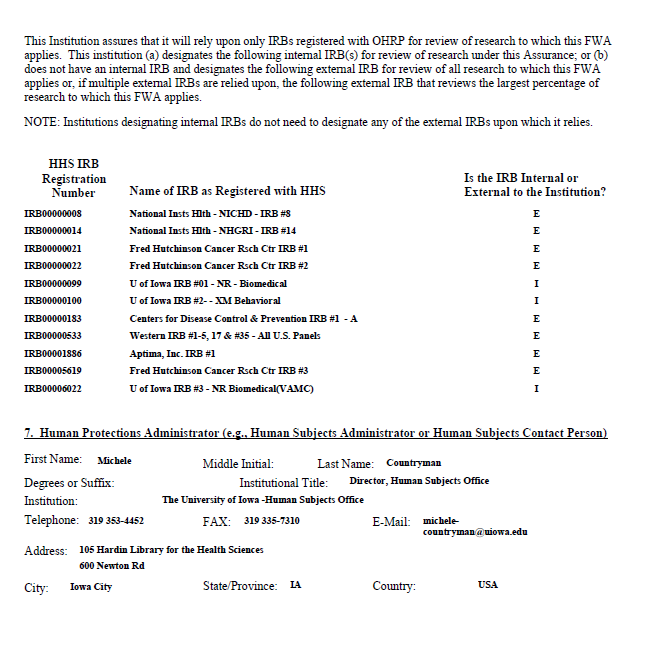 This Institution assures that it will rely upon only IRBs registered with OHRP for review of research to which this FWA
applies. This institution (a) designates the following internal IRB(s) for review of research under this Assurance; or (b)
does not have an internal IRB and designates the following external IRB for review of all research to which this FWA
applies or, if multiple external IRBs are relied upon, the following external IRB that reviews the largest percentage of
research to which this FWA applies.
NOTE: Institutions designating internal IRBs do not need to designate any of the external IRBs upon which it relies.
HHS IRB
Registration
Number
Name of IRB as Registered with HHS
Is the IRB Internal or
External to the Institution?
IRB00000008 National Insts Hlth - NICHD - IRB #8 E
IRB00000014 National Insts Hlth - NHGRI - IRB #14 E
IRB00000021 Fred Hutchinson Cancer Rsch Ctr IRB #1 E
IRB00000022 Fred Hutchinson Cancer Rsch Ctr IRB #2 E
IRB00000099 U of Iowa IRB #01 - NR - Biomedical I
IRB00000100 U of Iowa IRB #2- - XM Behavioral I
IRB00000183 Centers for Disease Control & Prevention IRB #1 - A E
IRB00000533 Western IRB #1-5, 17 & #35 - All U.S. Panels E
IRB00001886 Aptima, Inc. IRB #1 E
IRB00005619 Fred Hutchinson Cancer Rsch Ctr IRB #3 E
IRB00006022 U of Iowa IRB #3 - NR Biomedical(VAMC) I
7. Human Protections Administrator (e.g., Human Subjects Administrator or Human Subjects Contact Person)
First Name: Michele Middle Initial: Last Name: Countryman
Degrees or Suffix: Institutional Title: Director, Human Subjects Office
Institution: The University of Iowa -Human Subjects Office
Telephone: 319 353-4452 FAX: 319 335-7310 E-Mail: michele-
countryman@uiowa.edu
Address: 105 Hardin Library for the Health Sciences
600 Newton Rd
City: Iowa City State/Province: IA Country: USA